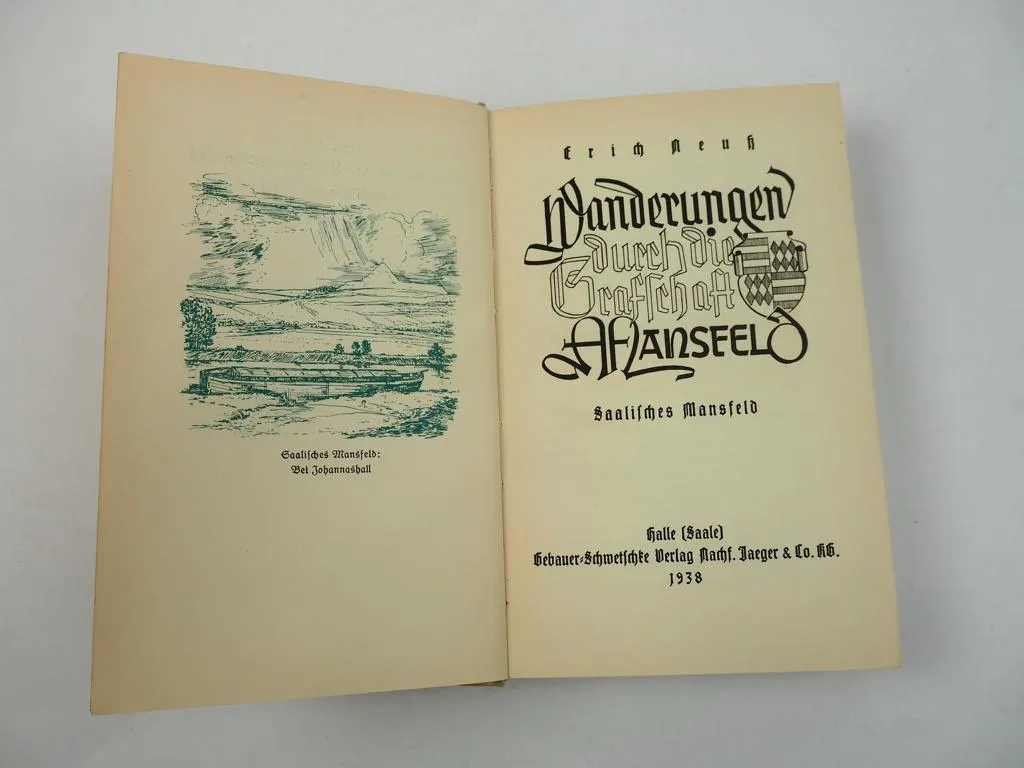 Saalisches Mansfeld:
Bei Johannashall
Erich Neuß
Wanderungen
durch die
Grafschaft
MANSFELD
Saalisches Mansfeld
Halle (Saale)
Gebauer=Schwetschke Verlag Nachf. Jaeger & Co. KG.
1938